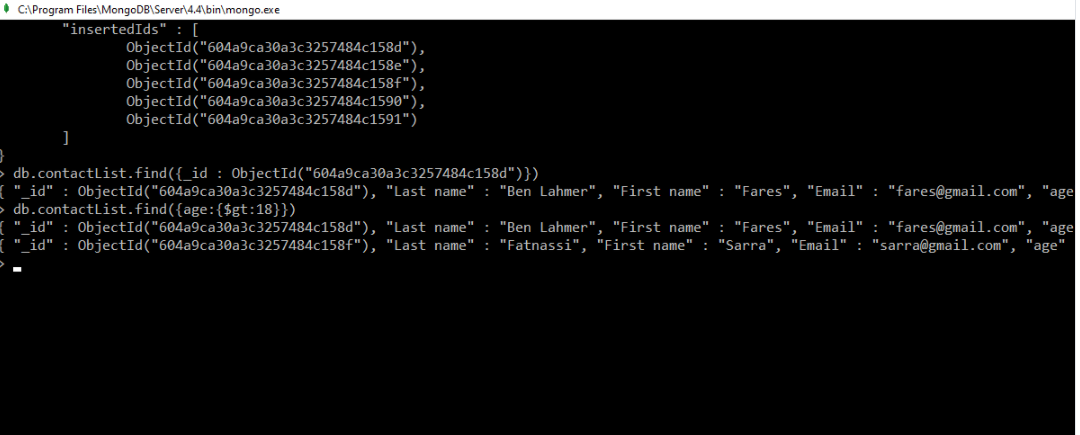 C:\Program Files\MongoDB\Server\4.4\bin\mongo.exe
"insertedIds" : [
ObjectId("604a9ca30a3c3257484c158d"),
ObjectId("604a9ca30a3c3257484c158e"),
ObjectId("604a9ca30a3c3257484c158f"),
ObjectId("604a9ca30a3c3257484c1590"),
ObjectId("604a9ca30a3c3257484c1591")
]
}
> db.contactList.find({_id : ObjectId("604a9ca30a3c3257484c158d")})
{ "_id" : ObjectId("604a9ca30a3c3257484c158d"), "Last name" : "Ben Lahmer", "First name" : "Fares", "Email" : "fares@gmail.com", "age
> db.contactList.find({age:{$gt:18}})
{ "_id" : ObjectId("604a9ca30a3c3257484c158d"), "Last name" : "Ben Lahmer", "First name" : "Fares", "Email" : "fares@gmail.com", "age
{ "_id" : ObjectId("604a9ca30a3c3257484c158f"), "Last name" : "Fatnassi", "First name" : "Sarra", "Email" : "sarra@gmail.com", "age"
>